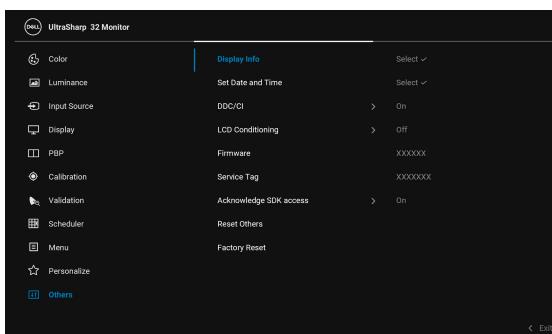 DELL UltraSharp 32 Monitor
Color Display Info Select
Luminance Set Date and Time Select
Input Source DDC/CI > On
Display LCD Conditioning > Off
PBP Firmware XXXXXX
Calibration Service Tag XXXXXXX
Validation Acknowledge SDK access > On
Scheduler Reset Others
Menu Factory Reset
Personalize
Others
< Exit